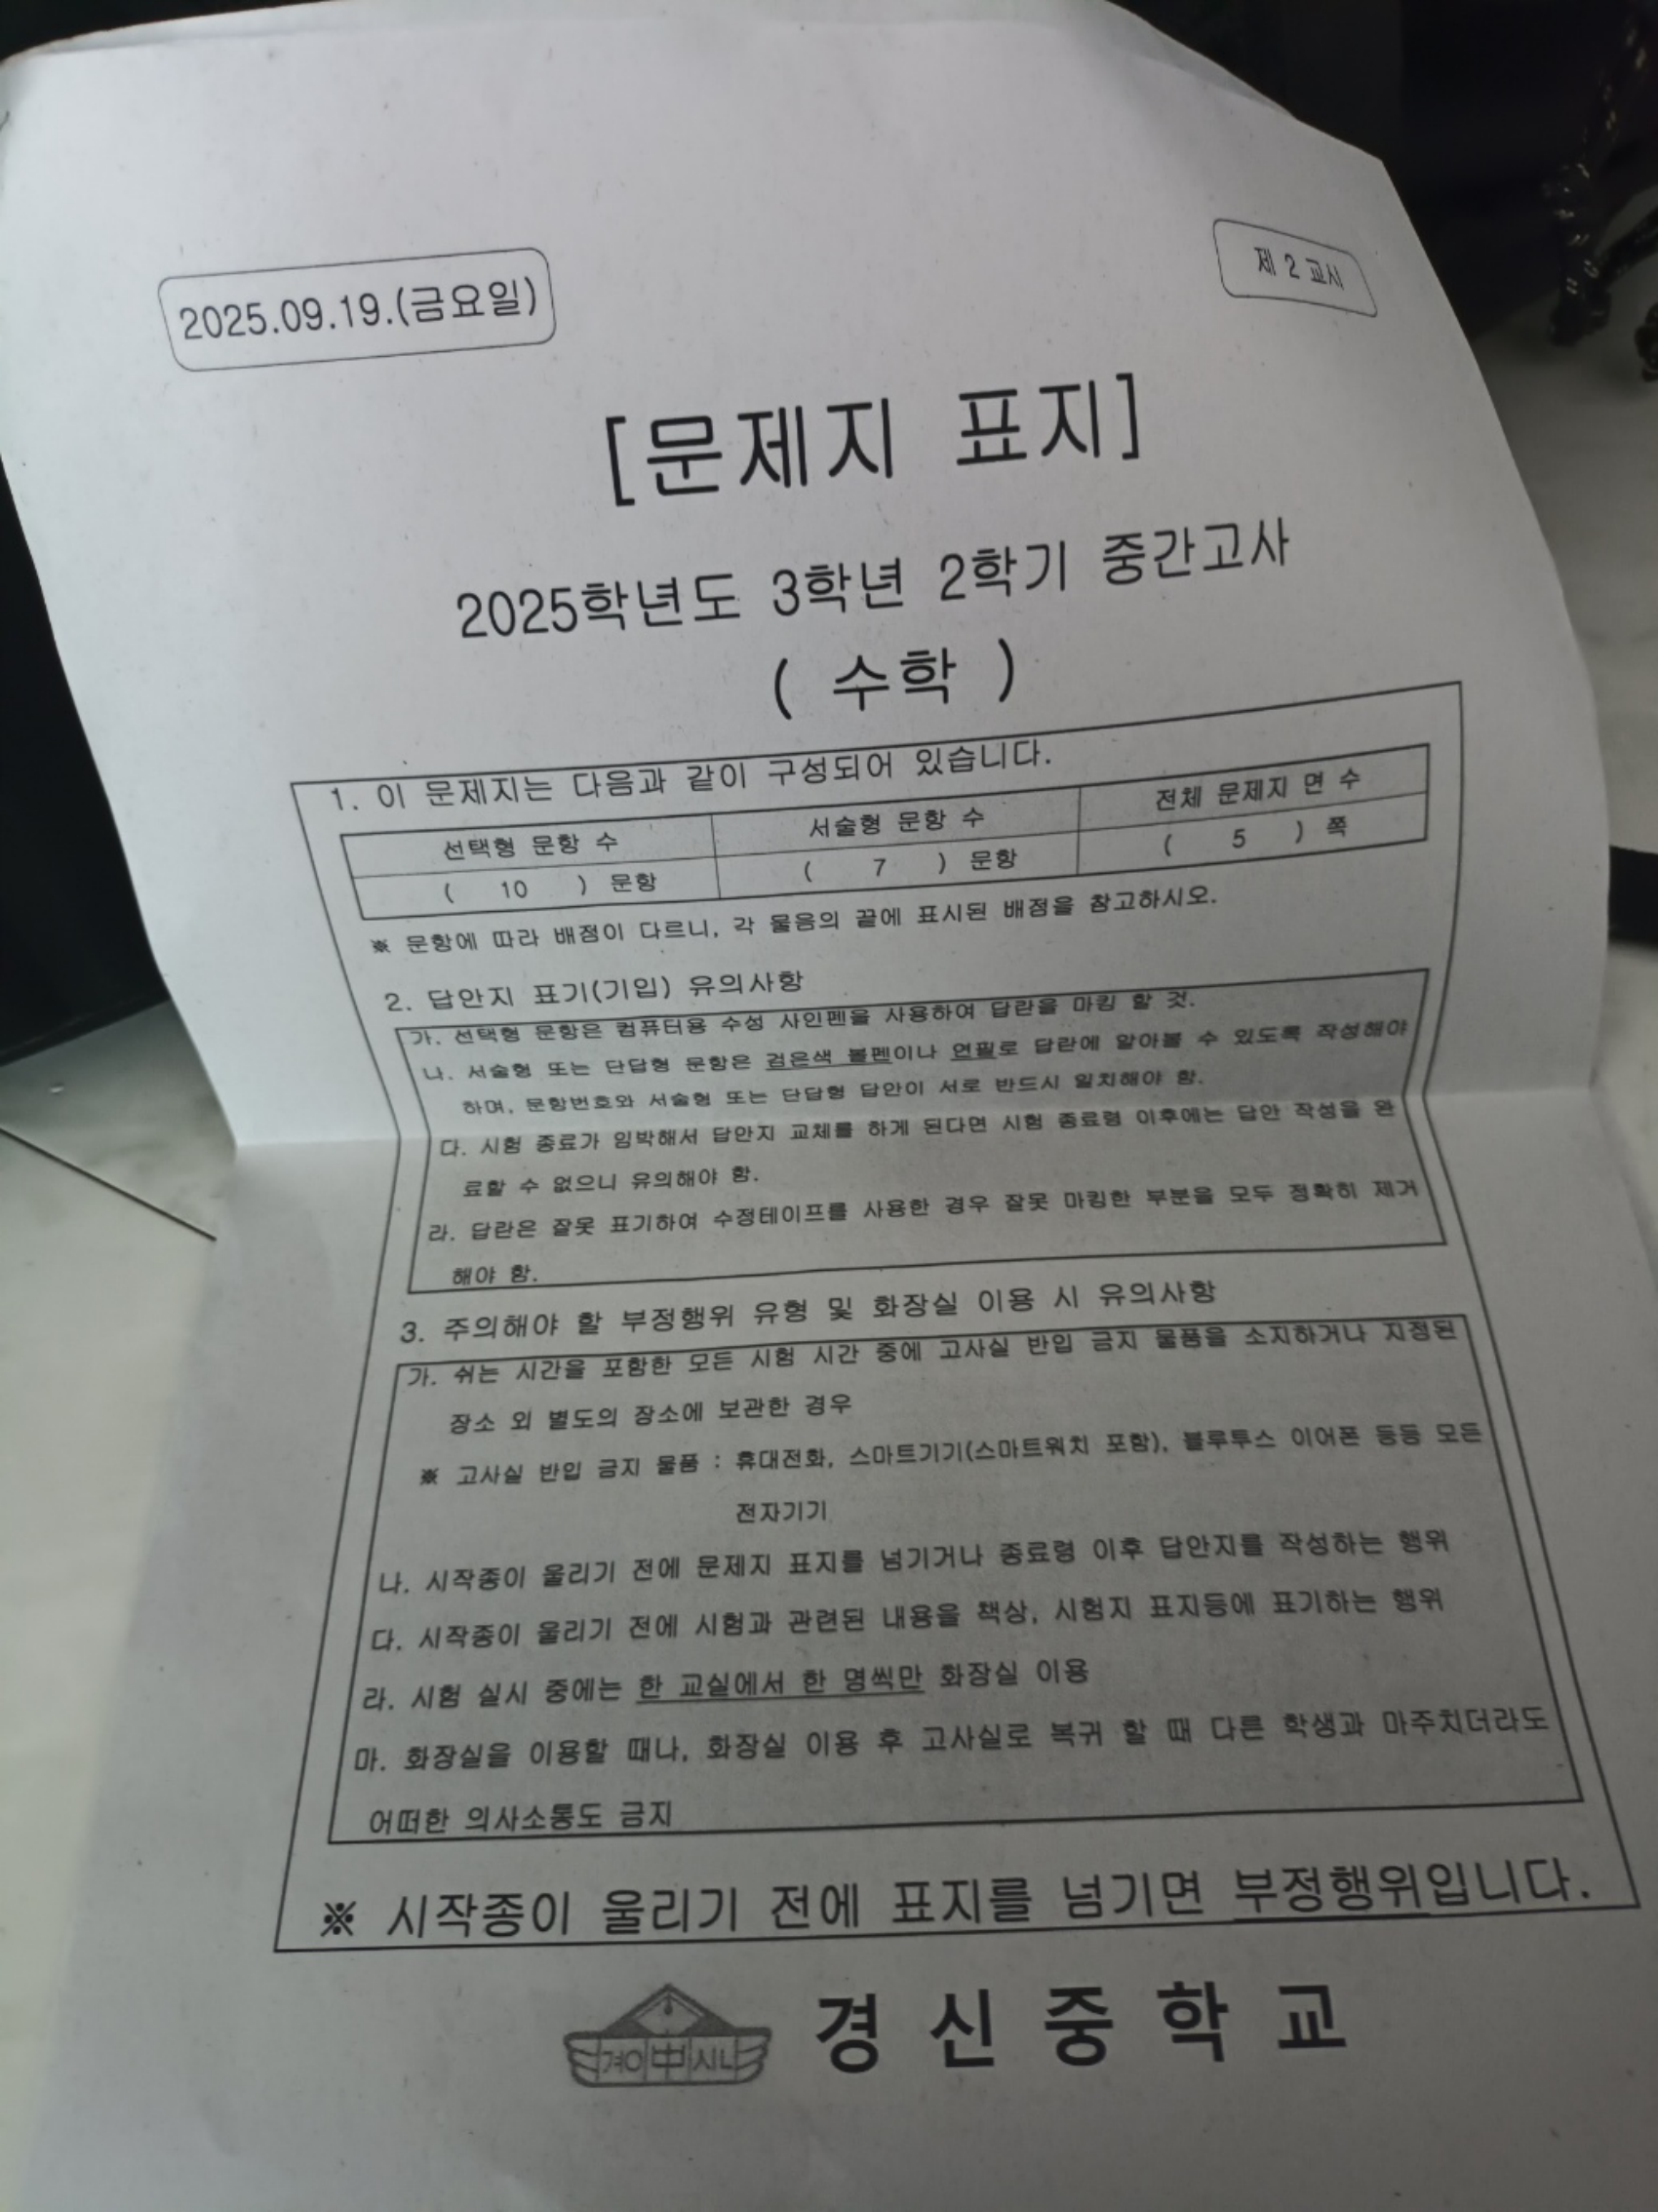 2025.09.19.(금요일)
제 2 교시
[문제지 표지]
2025학년도 3학년 2학기 중간고사
( 수학 )
1. 이 문제지는 다음과 같이 구성되어 있습니다.
선택형 문항 수 서술형 문항 수 전체 문제지 면 수
( 10 ) 문항 ( 7 ) 문항 ( 5 ) 쪽
※ 문항에 따라 배점이 다르니, 각 물음의 끝에 표시된 배점을 참고하시오.
2. 답안지 표기(기입) 유의사항
가. 선택형 문항은 컴퓨터용 수성 사인펜을 사용하여 답란을 마킹 할 것.
나. 서술형 또는 단답형 문항은 검은색 볼펜이나 연필로 답란에 알아볼 수 있도록 작성해야
하며, 문항번호와 서술형 또는 단답형 답안이 서로 반드시 일치해야 함.
다. 시험 종료가 임박해서 답안지 교체를 하게 된다면 시험 종료령 이후에는 답안 작성을 완
료할 수 없으니 유의해야 함.
라. 답란은 잘못 표기하여 수정테이프를 사용한 경우 잘못 마킹한 부분을 모두 정확히 제거
해야 함.
3. 주의해야 할 부정행위 유형 및 화장실 이용 시 유의사항
가. 쉬는 시간을 포함한 모든 시험 시간 중에 고사실 반입 금지 물품을 소지하거나 지정된
장소 외 별도의 장소에 보관한 경우
※ 고사실 반입 금지 물품 : 휴대전화, 스마트기기(스마트워치 포함), 블루투스 이어폰 등등 모든
전자기기
나. 시작종이 울리기 전에 문제지 표지를 넘기거나 종료령 이후 답안지를 작성하는 행위
다. 시작종이 울리기 전에 시험과 관련된 내용을 책상, 시험지 표지등에 표기하는 행위
라. 시험 실시 중에는 한 교실에서 한 명씩만 화장실 이용
마. 화장실을 이용할 때나, 화장실 이용 후 고사실로 복귀 할 때 다른 학생과 마주치더라도
어떠한 의사소통도 금지
※ 시작종이 울리기 전에 표지를 넘기면 부정행위입니다.
경신중학교